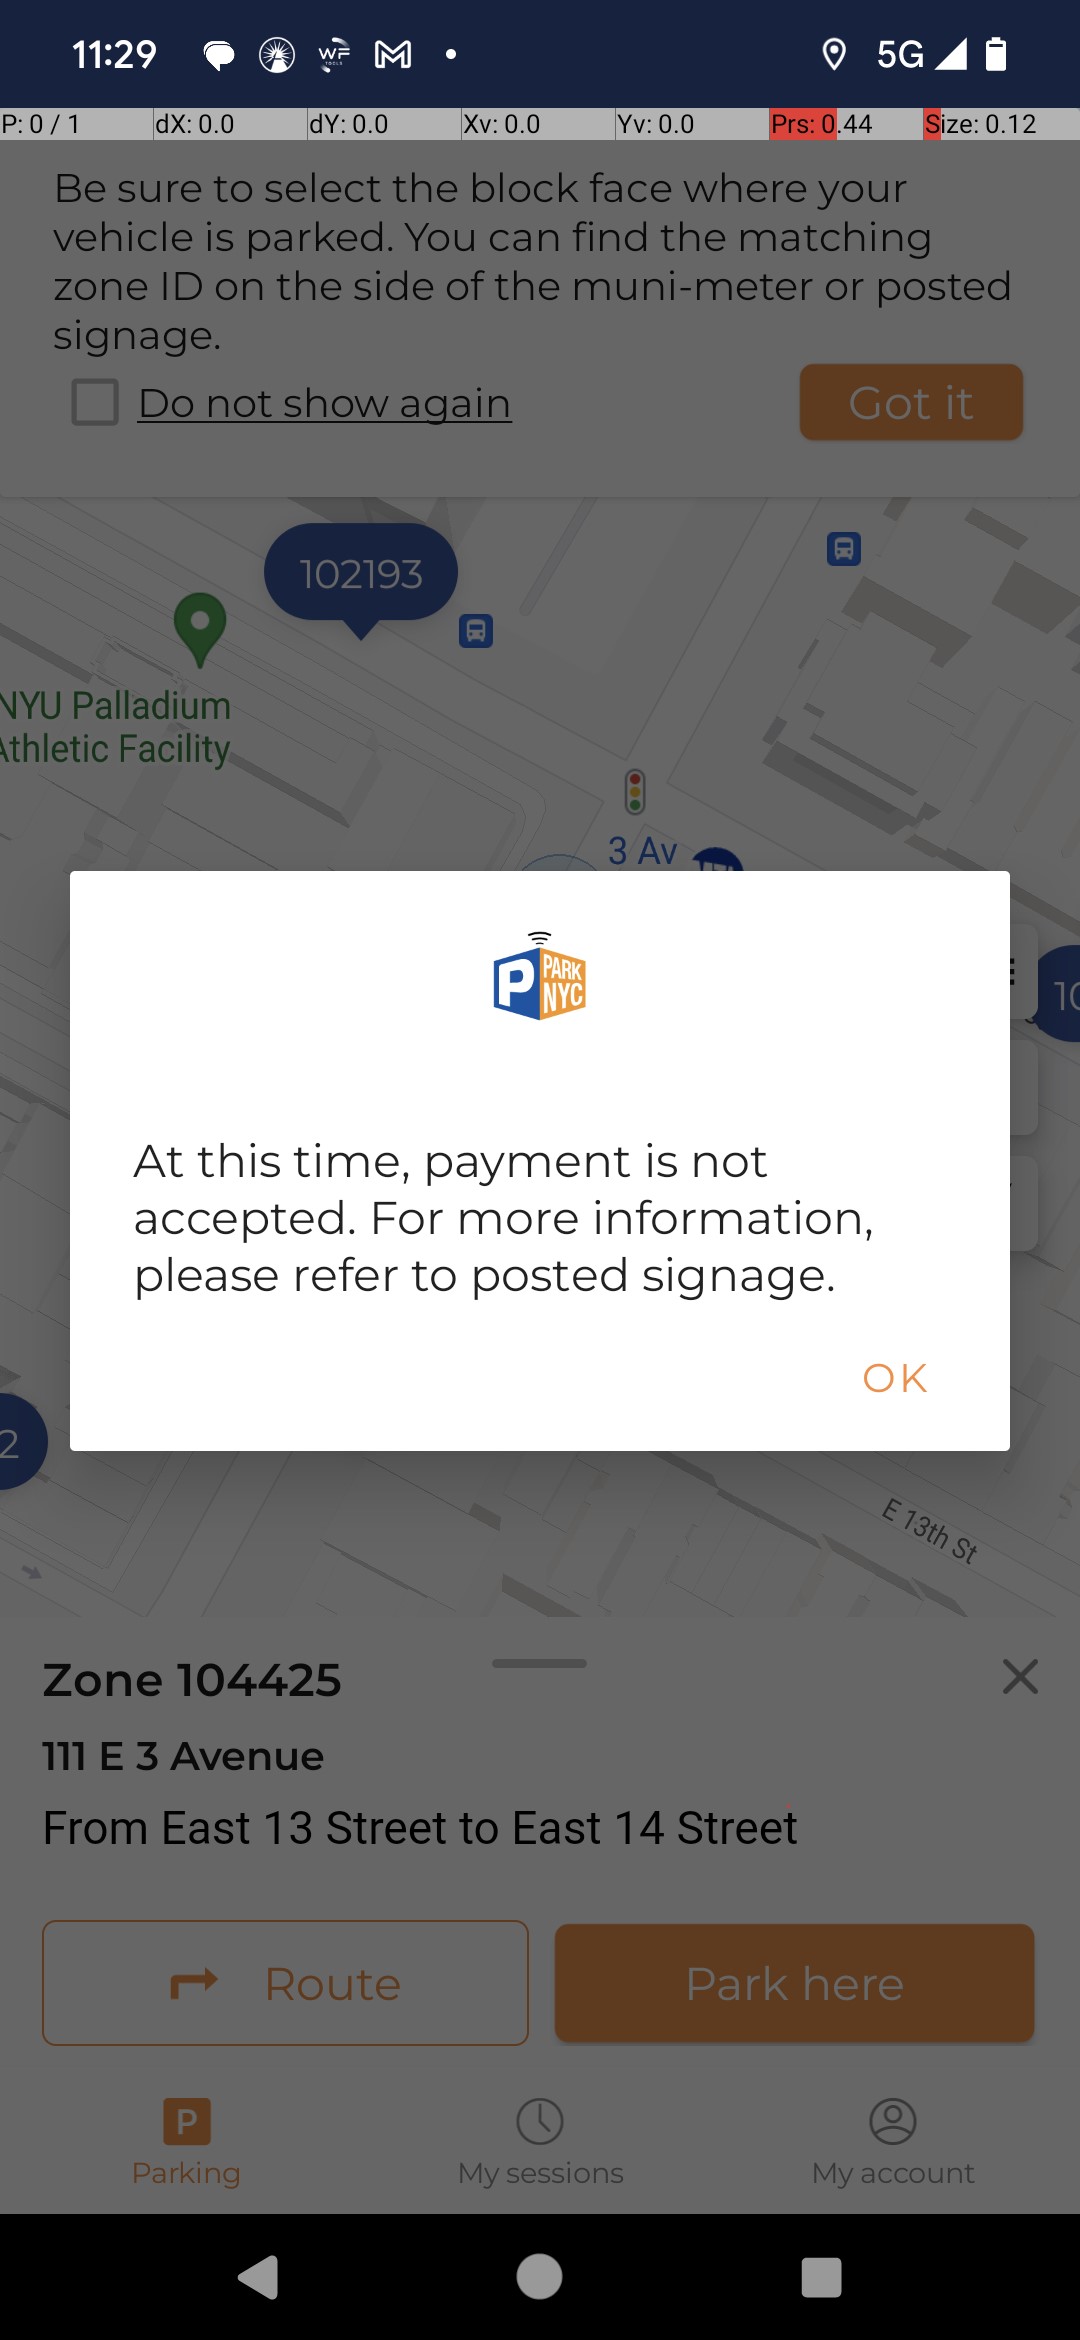 11:29
WF
TOOLS
5G
P: 0 / 1
dX: 0.0
dY: 0.0
Xv: 0.0
Yv: 0.0
Prs: 0.44
Size: 0.12
Be sure to select the block face where your
vehicle is parked. You can find the matching
zone ID on the side of the muni-meter or posted
signage.
Do not show again
Got it
102193
NYU Palladium
Athletic Facility
3 Av
10
P PARK
NYC
At this time, payment is not
accepted. For more information,
please refer to posted signage.
OK
2
E 13th St
Zone 104425
111 E 3 Avenue
From East 13 Street to East 14 Street
Route
Park here
P
Parking
My sessions
My account